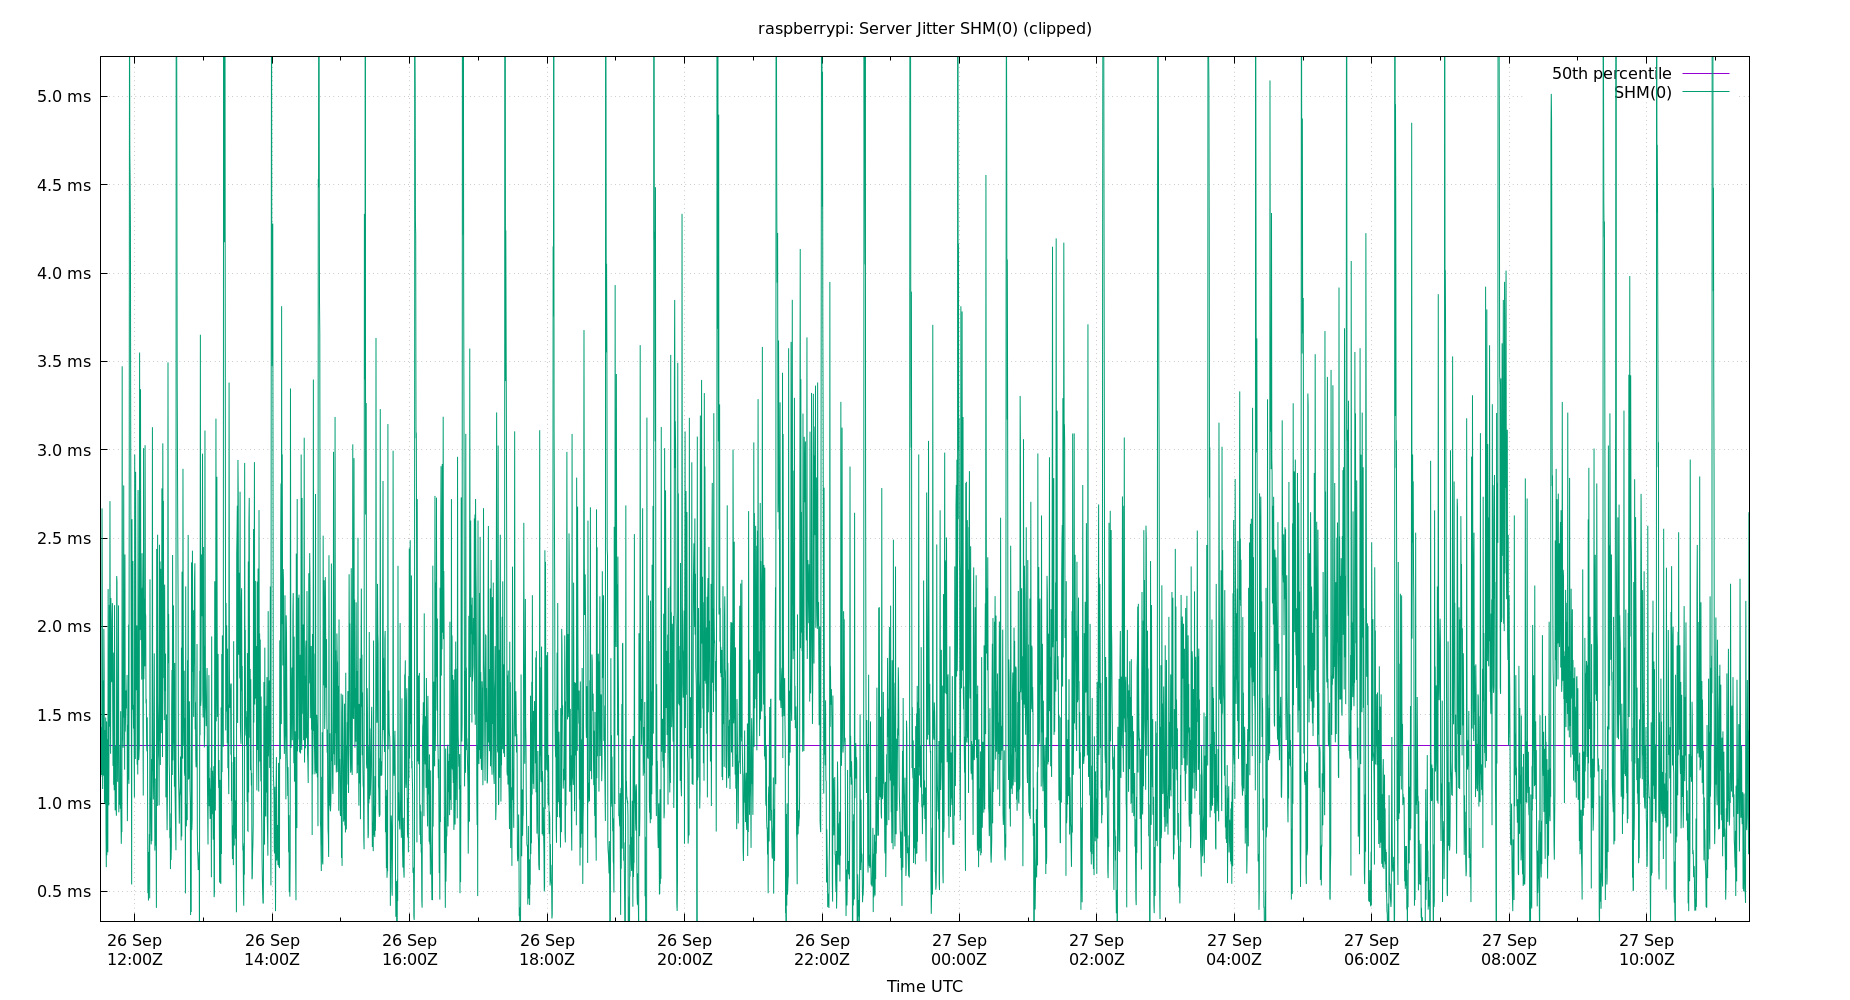 raspberrypi: Server Jitter SHM(0) (clipped)
50th percentile
SHM(0)
5.0 ms
4.5 ms
4.0 ms
3.5 ms
3.0 ms
2.5 ms
2.0 ms
1.5 ms
1.0 ms
0.5 ms
26 Sep 26 Sep 26 Sep 26 Sep 26 Sep 26 Sep 27 Sep 27 Sep 27 Sep 27 Sep 27 Sep 27 Sep
12:00Z 14:00Z 16:00Z 18:00Z 20:00Z 22:00Z 00:00Z 02:00Z 04:00Z 06:00Z 08:00Z 10:00Z
Time UTC